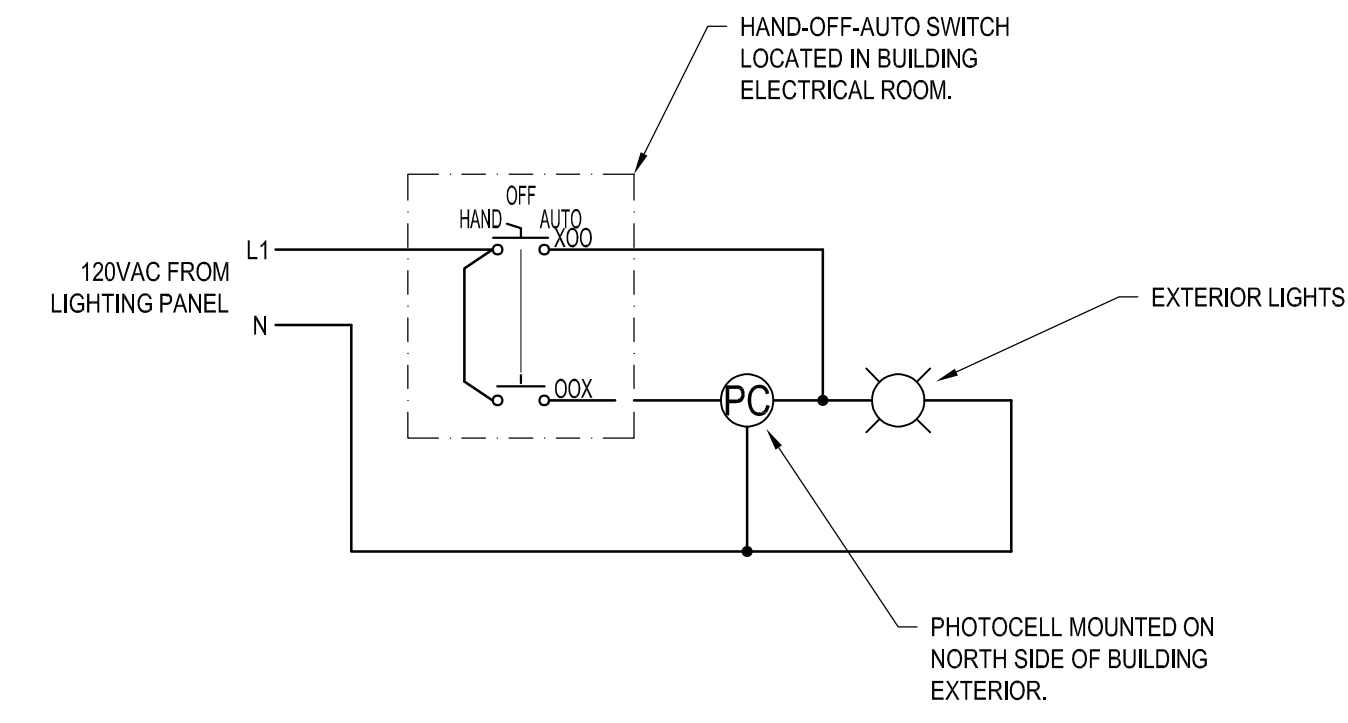 HAND-OFF-AUTO SWITCH
LOCATED IN BUILDING
ELECTRICAL ROOM.
OFF
HAND
AUTO
XOO
L1
120VAC FROM
LIGHTING PANEL
N
EXTERIOR LIGHTS
OOX
PC
PHOTOCELL MOUNTED ON
NORTH SIDE OF BUILDING
EXTERIOR.